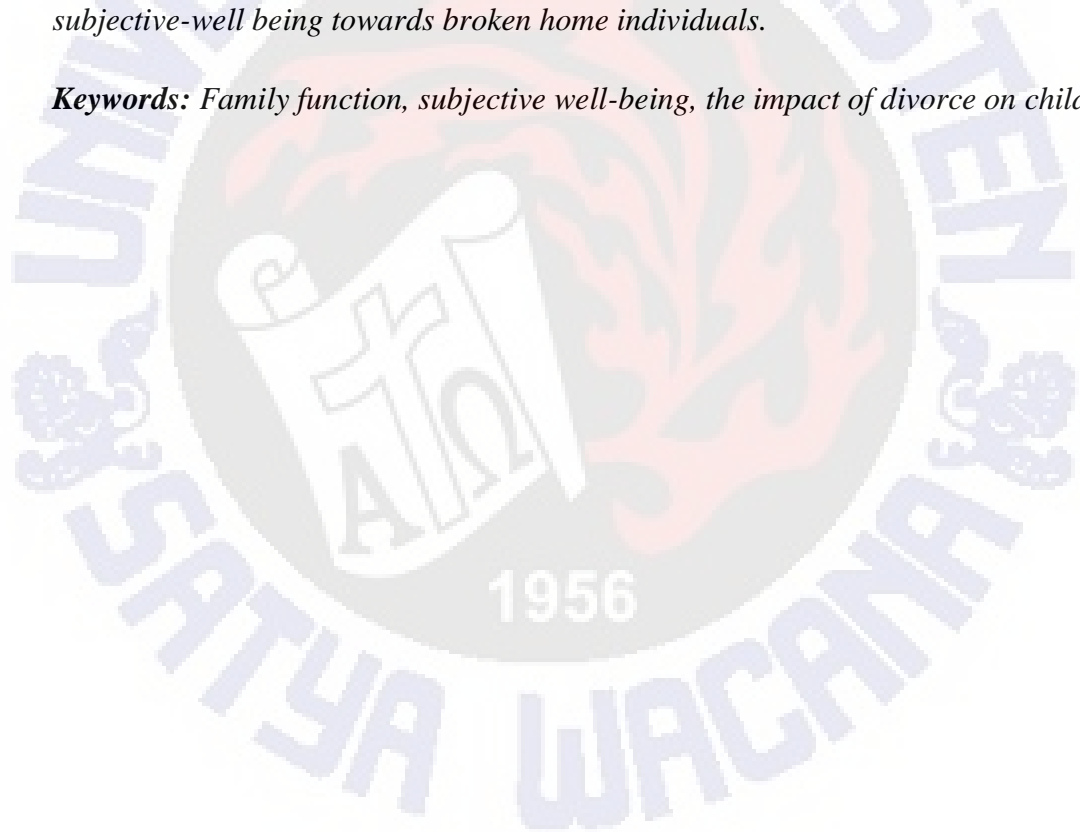 subjective-well being towards broken home individuals.
Keywords: Family function, subjective well-being, the impact of divorce on
SATYA WACANA
1956
ΑΩ